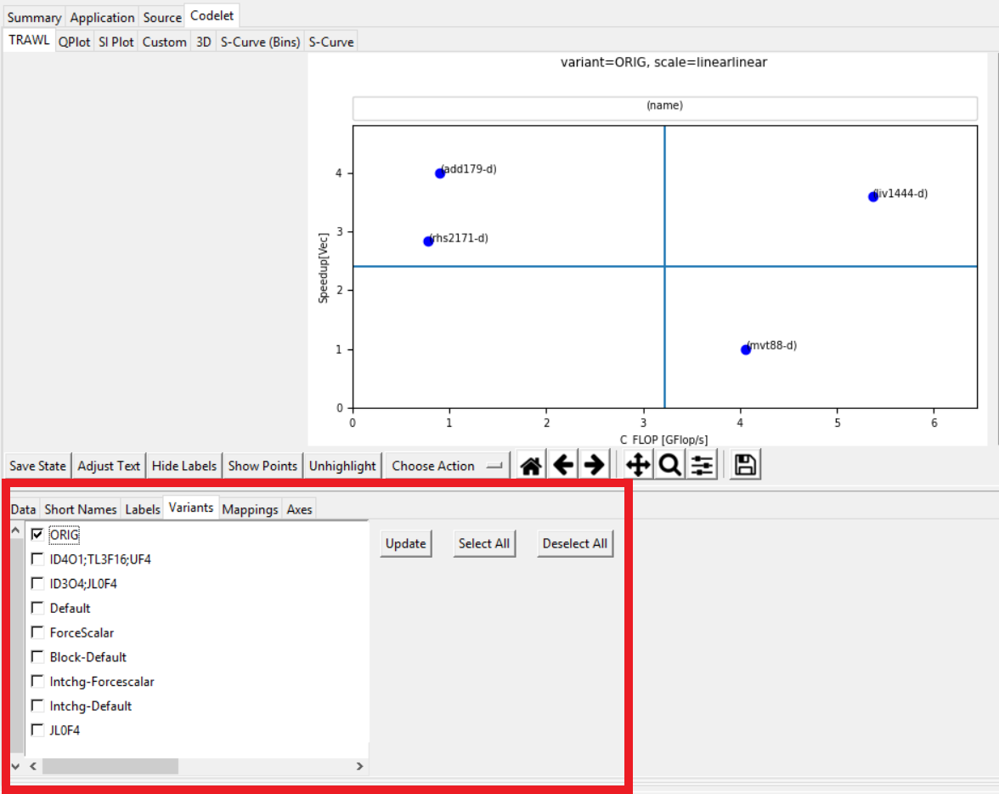 Summary Application Source Codelet
TRAWL QPlot SI Plot Custom 3D S-Curve (Bins) S-Curve
variant=ORIG, scale=linearlinear
(name)
(add179-d)
(liv1444-d)
(rhs2171-d)
(mvt88-d)
4
3
2
1
0
Speedup[Vec]
0 1 2 3 4 5 6
C_FLOP [GFlop/s]
Save State Adjust Text Hide Labels Show Points Unhighlight Choose Action
Data Short Names Labels Variants Mappings Axes
ORIG
ID4O1;TL3F16;UF4
ID3O4;JL0F4
Default
ForceScalar
Block-Default
Intchg-Forcescalar
Intchg-Default
JL0F4
Update Select All Deselect All